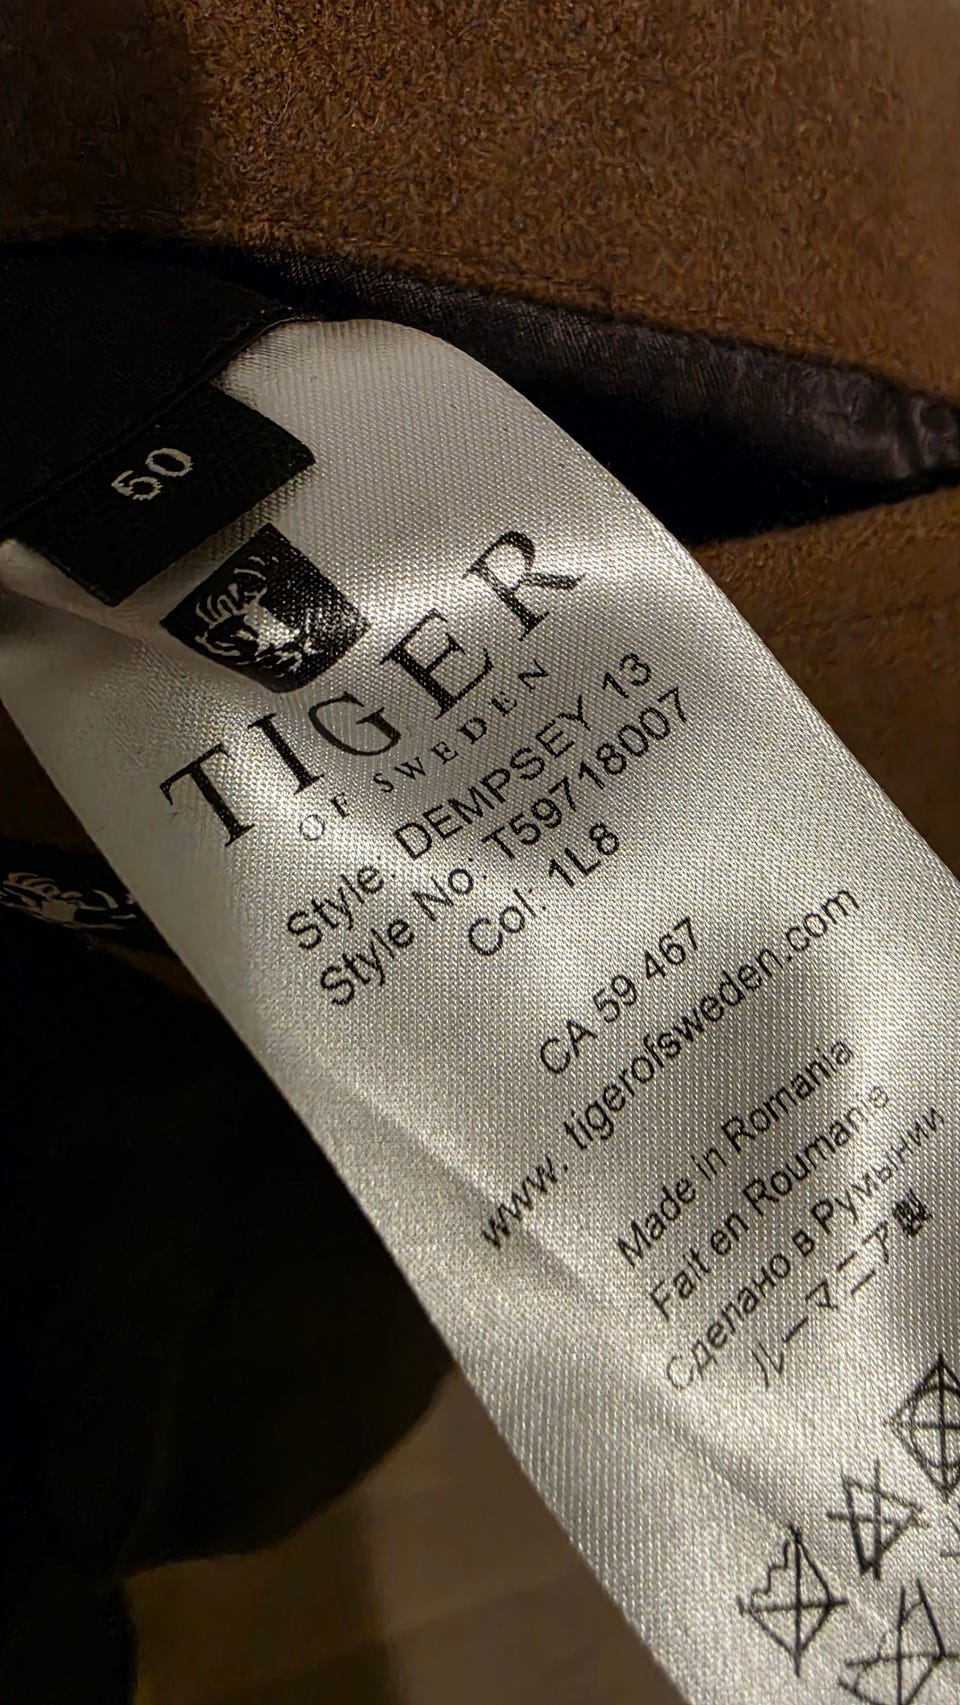 50
TIGER
OF SWEDEN
Style: DEMPSEY 13
Style No: T59718007
Col: 1L8
CA 59 467
www.tigerofsweden.com
Made in Romania
Fait en Roumanie
Сделано в Румынии
ルーマニア製